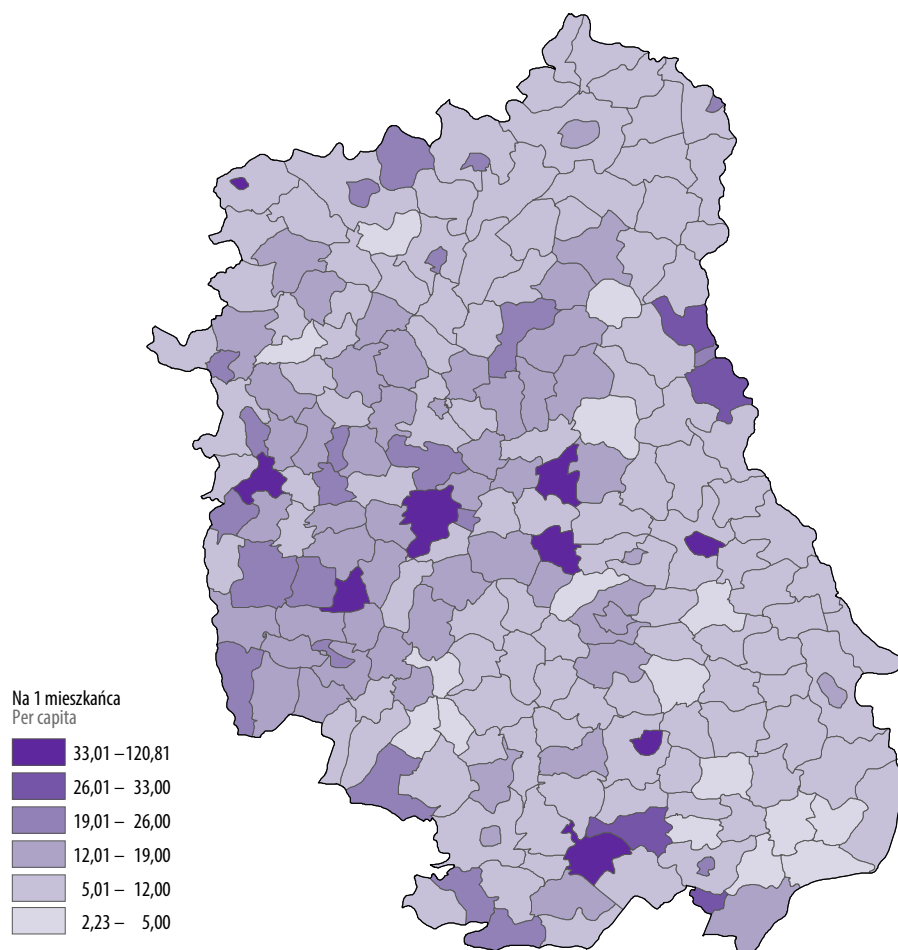 Na 1 mieszkańca
Per capita
33,01 – 120,81
26,01 – 33,00
19,01 – 26,00
12,01 – 19,00
5,01 – 12,00
2,23 – 5,00